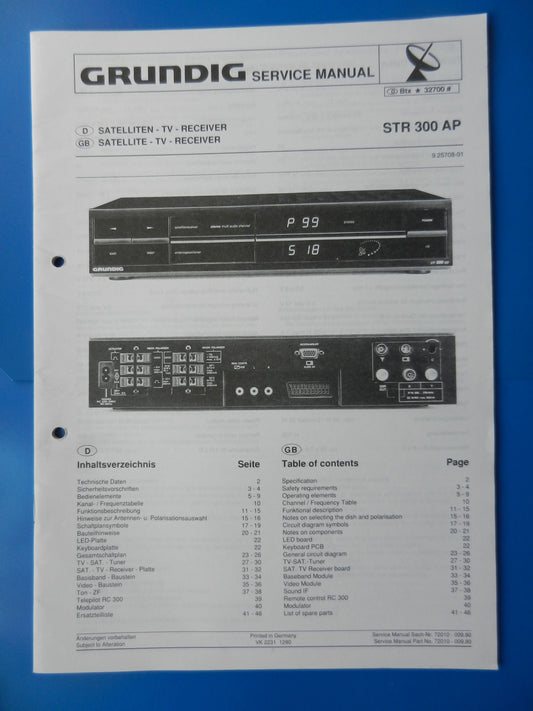 GRUNDIG SERVICE MANUAL
D Btx ★ 32700 #
D SATELLITEN - TV - RECEIVER
GB SATELLITE - TV - RECEIVER
STR 300 AP
9.25708-01
P 99
S 18
GRUNDIG
D
Inhaltsverzeichnis Seite
Technische Daten 2
Sicherheitsvorschriften 3 - 4
Bedienelemente 5 - 9
Kanal- / Frequenztabelle 10
Funktionsbeschreibung 11 - 15
Hinweise zur Antennen- u. Polarisationsauswahl 15 - 16
Schaltplansymbole 17 - 19
Bauteilhinweise 20 - 21
LED-Platte 22
Keyboardplatte 22
Gesamtschaltplan 23 - 26
TV - SAT. - Tuner 27 - 30
SAT. - TV - Receiver - Platte 31 - 32
Basisband - Baustein 33 - 34
Video - Baustein 35 - 36
Ton - ZF 37 - 38
Telepilot RC 300 39
Modulator 40
Ersatzteilliste 41 - 46
GB
Table of contents Page
Specification 2
Safety requirements 3 - 4
Operating elements 5 - 9
Channel / Frequency Table 10
Functional description 11 - 15
Notes on selecting the dish and polarisation 15 - 16
Circuit diagram symbols 17 - 19
Notes on components 20 - 21
LED board 22
Keyboard PCB 22
General circuit diagram 23 - 26
TV-SAT.-Tuner 27 - 30
SAT. TV Receiver board 31 - 32
Baseband Module 33 - 34
Video Module 35 - 36
Sound IF 37 - 38
Remote control RC 300 39
Modulator 40
List of spare parts 41 - 46
Änderungen vorbehalten
Subject to Alteration
Printed in Germany
VK 2231 1290
Service Manual Sach-Nr. 72010 - 009.80
Service Manual Part No. 72010 - 009.80